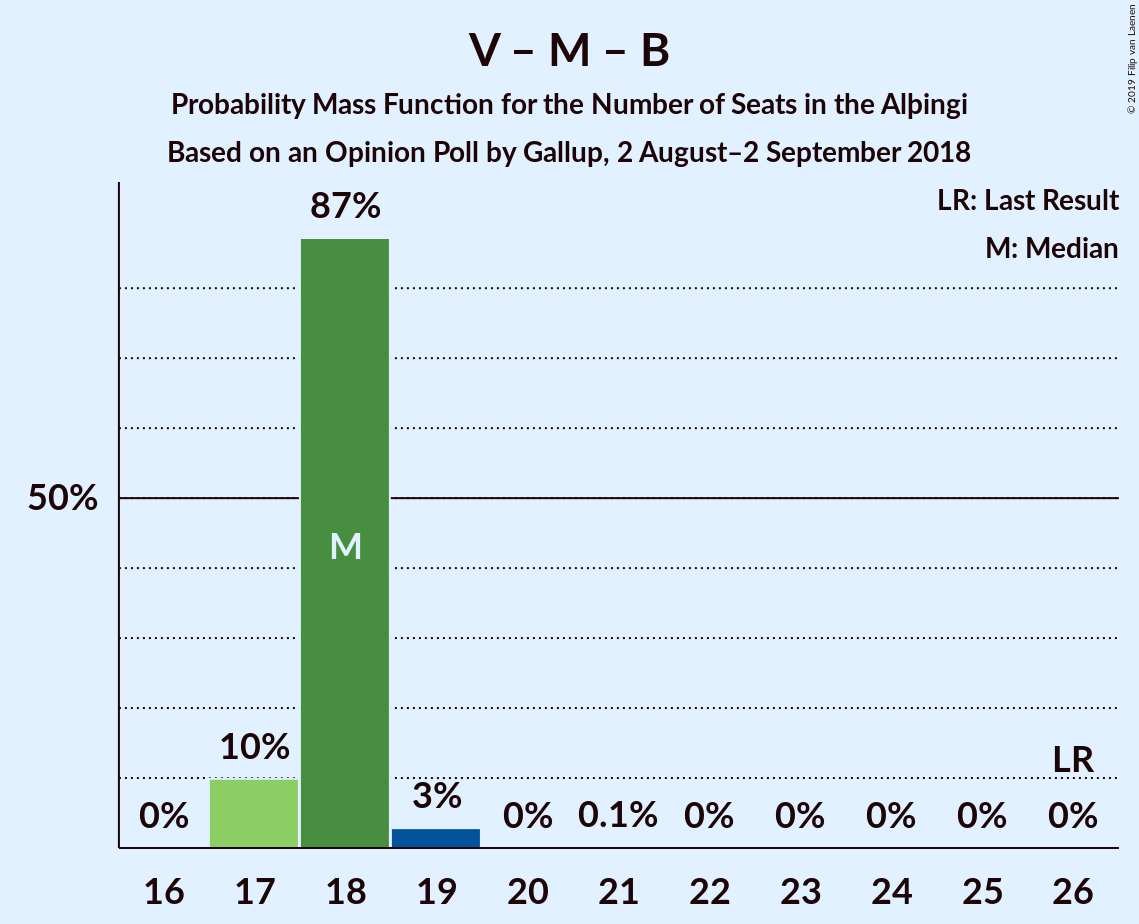 V – M – B
Probability Mass Function for the Number of Seats in the Alþingi
Based on an Opinion Poll by Gallup, 2 August–2 September 2018
© 2019 Filip van Laenen
LR: Last Result
M: Median
87%
50%
M
10%
3%
LR
0%
0%
0.1%
0%
0%
0%
0%
0%
16 17 18 19 20 21 22 23 24 25 26